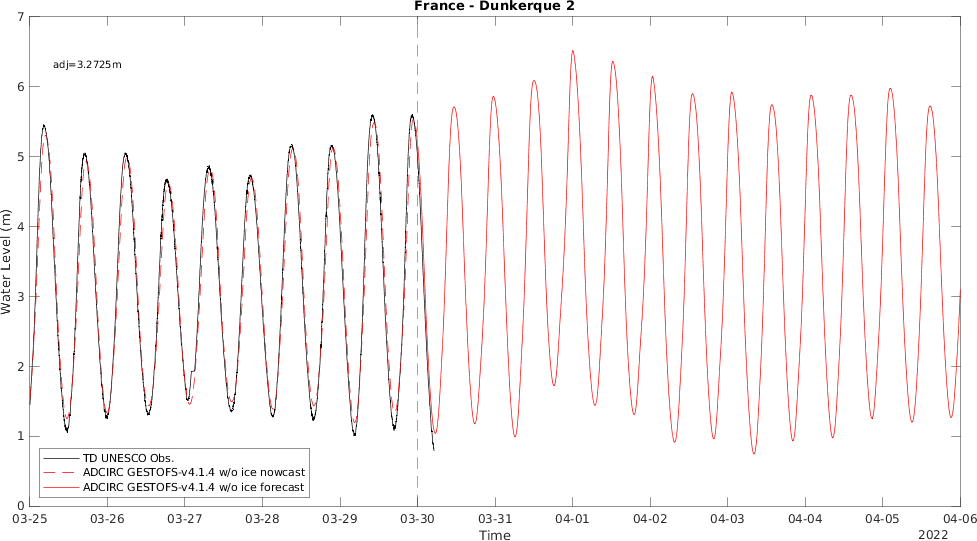 France - Dunkerque 2
adj=3.2725m
Water Level (m)
7
6
5
4
3
2
1
0
TD UNESCO Obs.
ADCIRC GESTOFS-v4.1.4 w/o ice nowcast
ADCIRC GESTOFS-v4.1.4 w/o ice forecast
03-25 03-26 03-27 03-28 03-29 03-30 03-31 04-01 04-02 04-03 04-04 04-05 04-06
Time
2022